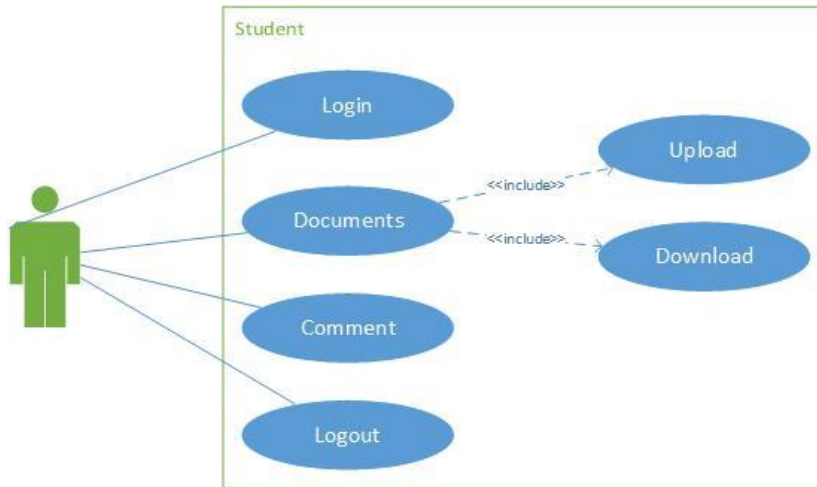 Student
Login
Upload
<<include>>
Documents
<<include>>
Download
Comment
Logout